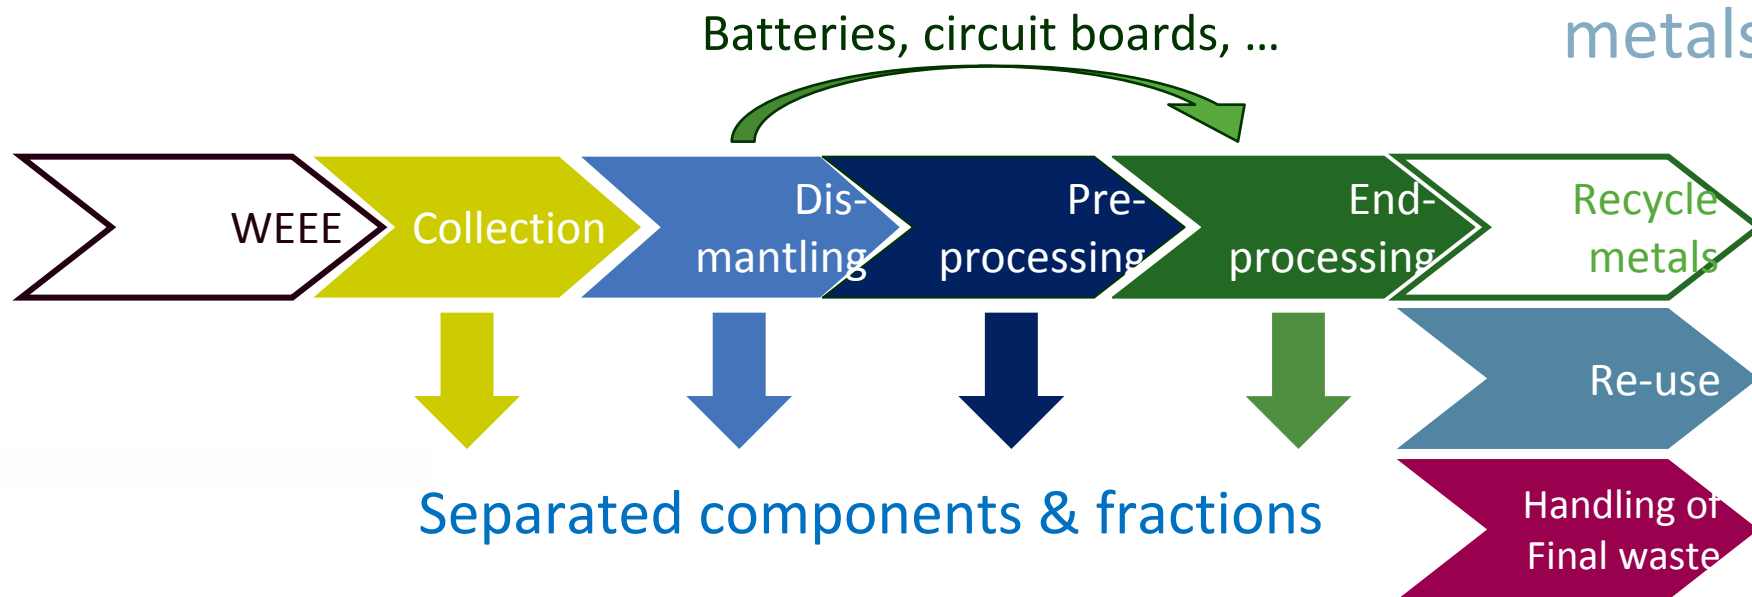 Batteries, circuit boards, ...
metals
WEEE
Collection
Dis-
mantling
Pre-
processing
End-
processing
Recycle
metals
Re-use
Handling of
Final waste
Separated components & fractions